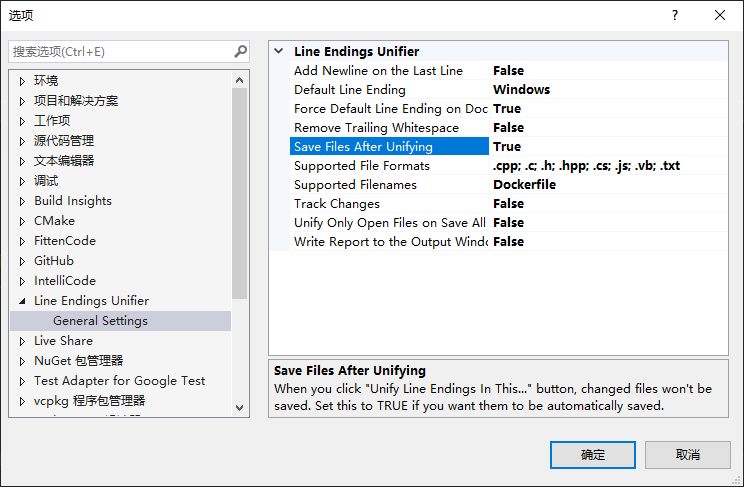 选项
搜索选项(Ctrl+E)
环境
项目和解决方案
工作项
源代码管理
文本编辑器
调试
Build Insights
CMake
FittenCode
GitHub
IntelliCode
Line Endings Unifier
General Settings
Live Share
NuGet 包管理器
Test Adapter for Google Test
vcpkg 程序包管理器
Line Endings Unifier
Add Newline on the Last Line False
Default Line Ending Windows
Force Default Line Ending on Doc True
Remove Trailing Whitespace False
Save Files After Unifying True
Supported File Formats .cpp; .c; .h; .hpp; .cs; .js; .vb; .txt
Supported Filenames Dockerfile
Track Changes False
Unify Only Open Files on Save All False
Write Report to the Output Windo False
Save Files After Unifying
When you click "Unify Line Endings In This..." button, changed files won't be
saved. Set this to TRUE if you want them to be automatically saved.
确定
取消